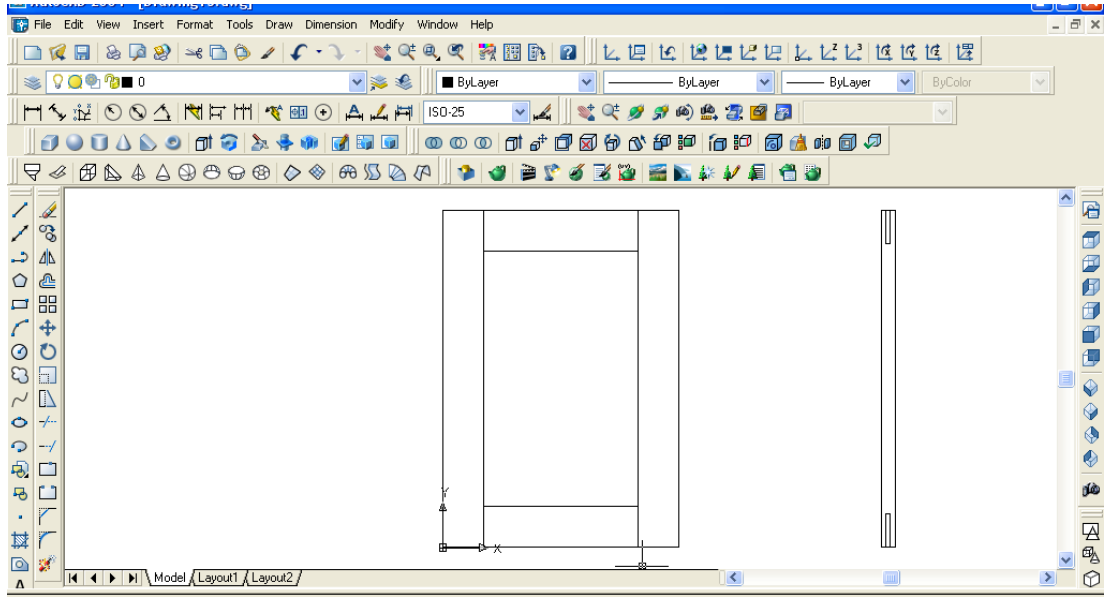 File Edit View Insert Format Tools Draw Dimension Modify Window Help
0 ByLayer ByLayer ByLayer ByColor
ISO-25
Y
X
Model Layout1 Layout2